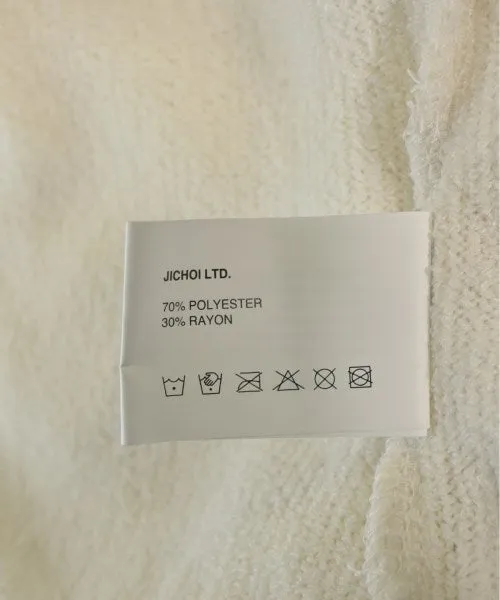 JICHOI LTD.
70% POLYESTER
30% RAYON